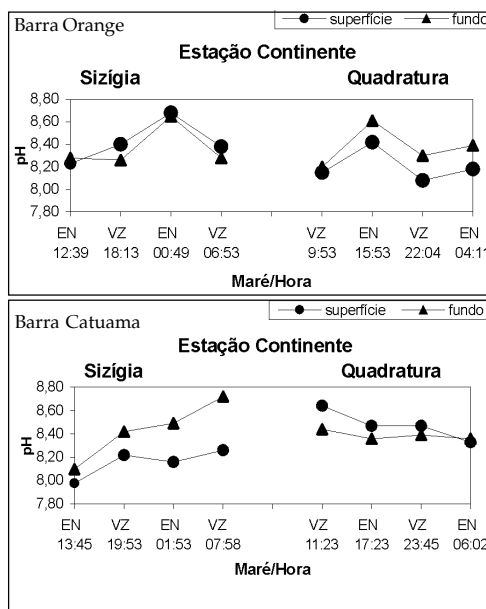 superfície fundo
Barra Orange
Estação Continente
Sizígia Quadratura
8,80
8,60
8,40
8,20
8,00
7,80
pH
EN VZ EN VZ VZ EN VZ EN
12:39 18:13 00:49 06:53 9:53 15:53 22:04 04:11
Maré/Hora
superfície fundo
Barra Catuama
Estação Continente
Sizígia Quadratura
8,80
8,60
8,40
8,20
8,00
7,80
pH
EN VZ EN VZ VZ EN VZ EN
13:45 19:53 01:53 07:58 11:23 17:23 23:45 06:02
Maré/Hora